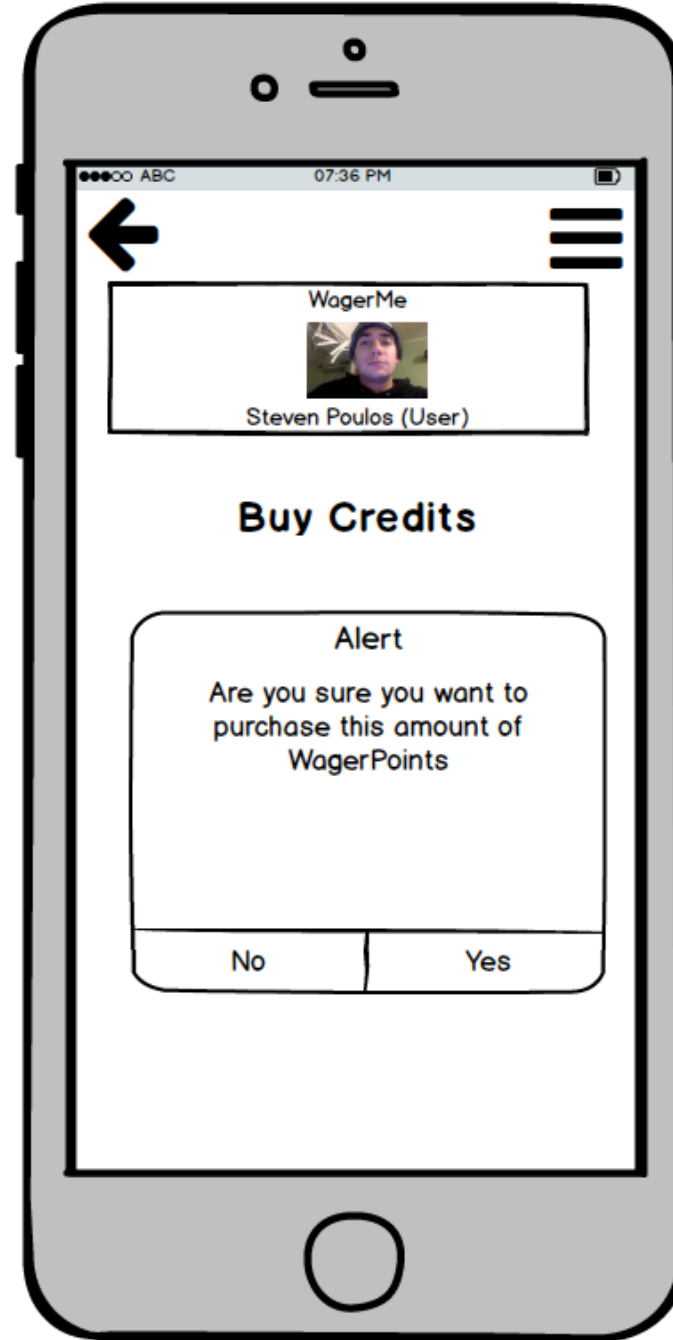 ABC 07:36 PM
WagerMe
Steven Poulos (User)
Buy Credits
Alert
Are you sure you want to
purchase this amount of
WagerPoints
No Yes